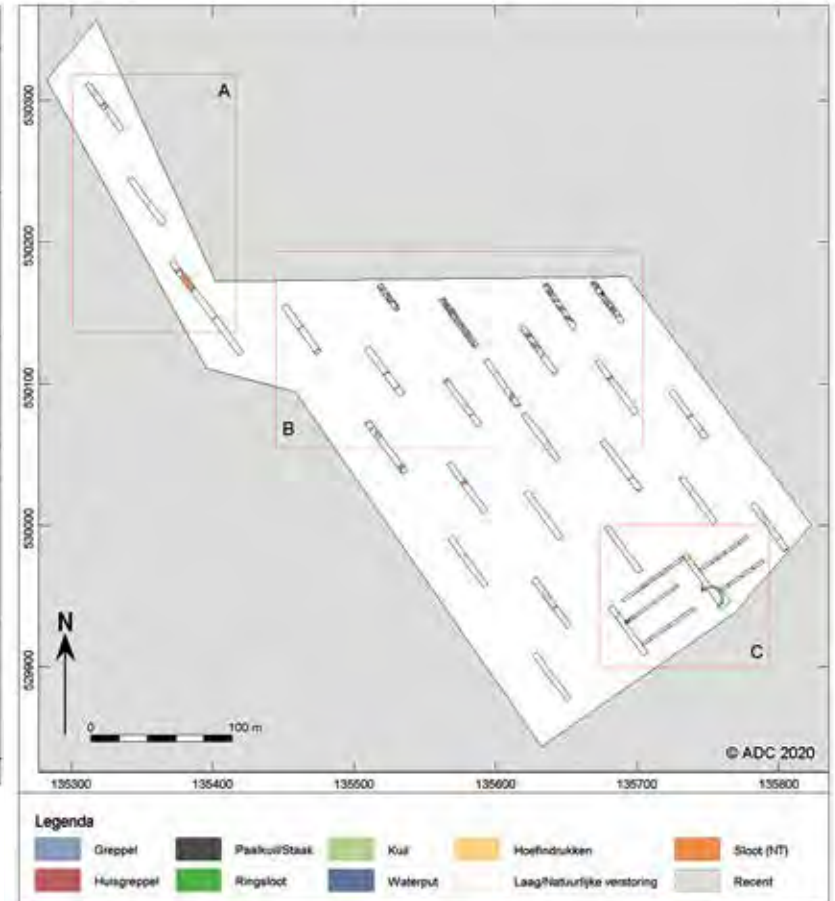 A
B
C
N
0 100 m
© ADC 2020
530300
530200
530100
530000
529900
135300 135400 135500 135600 135700 135800
Legenda
Greppel Paalkuil/Staak Kuil Hoefindrukken Sloot (NT)
Huisgreppel Ringsloot Waterput Laag/Natuurlijke verstoring Recent